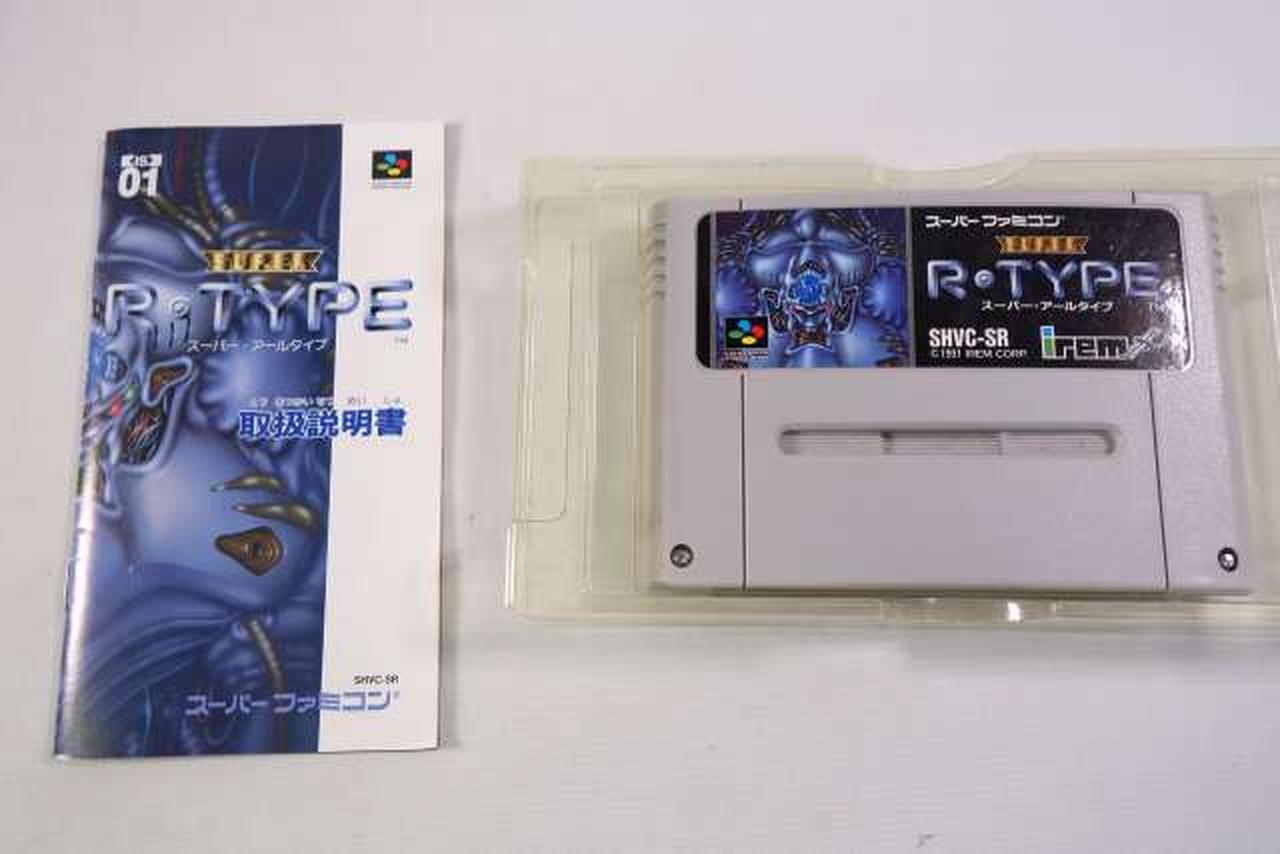 01
SUPER
R・TYPE
スーパー・アールタイプ
TM
取扱説明書
SHVC-SR
スーパーファミコン
スーパーファミコン
SUPER
R・TYPE
TM
スーパー・アールタイプ
SHVC-SR
©1991 IREM CORP.
irem